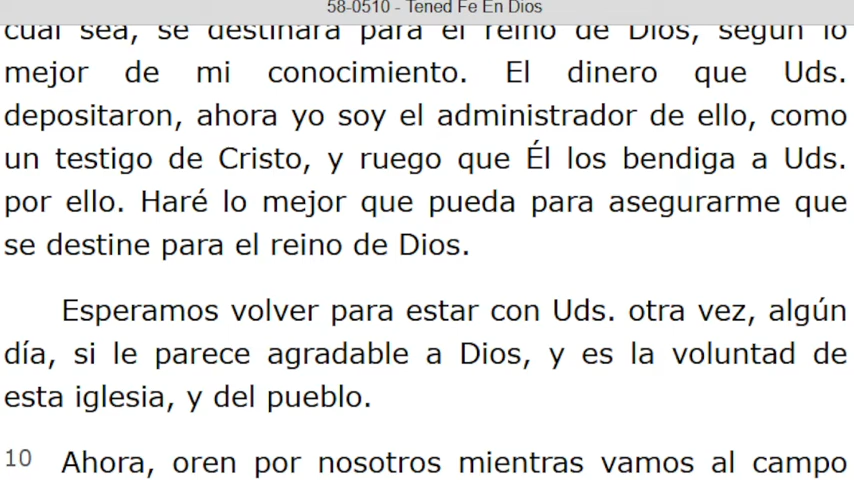 58-0510 - Tened Fe En Dios
cual sea, se destinará para el reino de Dios, según lo
mejor de mi conocimiento. El dinero que Uds.
depositaron, ahora yo soy el administrador de ello, como
un testigo de Cristo, y ruego que Él los bendiga a Uds.
por ello. Haré lo mejor que pueda para asegurarme que
se destine para el reino de Dios.
Esperamos volver para estar con Uds. otra vez, algún
día, si le parece agradable a Dios, y es la voluntad de
esta iglesia, y del pueblo.
10 Ahora, oren por nosotros mientras vamos al campo